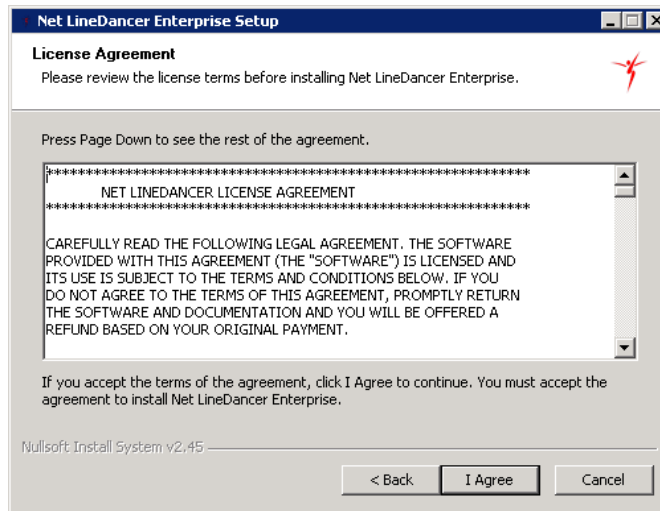 Net LineDancer Enterprise Setup
License Agreement
Please review the license terms before installing Net LineDancer Enterprise.
Press Page Down to see the rest of the agreement.
******************************************************************
NET LINEDANCER LICENSE AGREEMENT
******************************************************************
CAREFULLY READ THE FOLLOWING LEGAL AGREEMENT. THE SOFTWARE
PROVIDED WITH THIS AGREEMENT (THE "SOFTWARE") IS LICENSED AND
ITS USE IS SUBJECT TO THE TERMS AND CONDITIONS BELOW. IF YOU
DO NOT AGREE TO THE TERMS OF THIS AGREEMENT, PROMPTLY RETURN
THE SOFTWARE AND DOCUMENTATION AND YOU WILL BE OFFERED A
REFUND BASED ON YOUR ORIGINAL PAYMENT.
If you accept the terms of the agreement, click I Agree to continue. You must accept the
agreement to install Net LineDancer Enterprise.
Nullsoft Install System v2.45
< Back I Agree Cancel